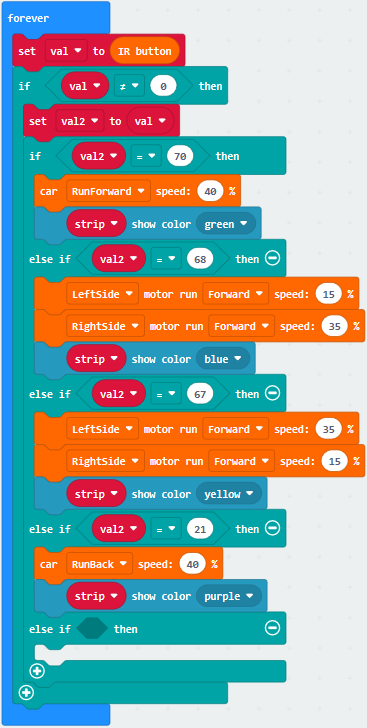 forever
set val to IR button
if val ≠ 0 then
set val2 to val
if val2 = 70 then
car RunForward speed: 40 %
strip show color green
else if val2 = 68 then
LeftSide motor run Forward speed: 15 %
RightSide motor run Forward speed: 35 %
strip show color blue
else if val2 = 67 then
LeftSide motor run Forward speed: 35 %
RightSide motor run Forward speed: 15 %
strip show color yellow
else if val2 = 21 then
car RunBack speed: 40 %
strip show color purple
else if then